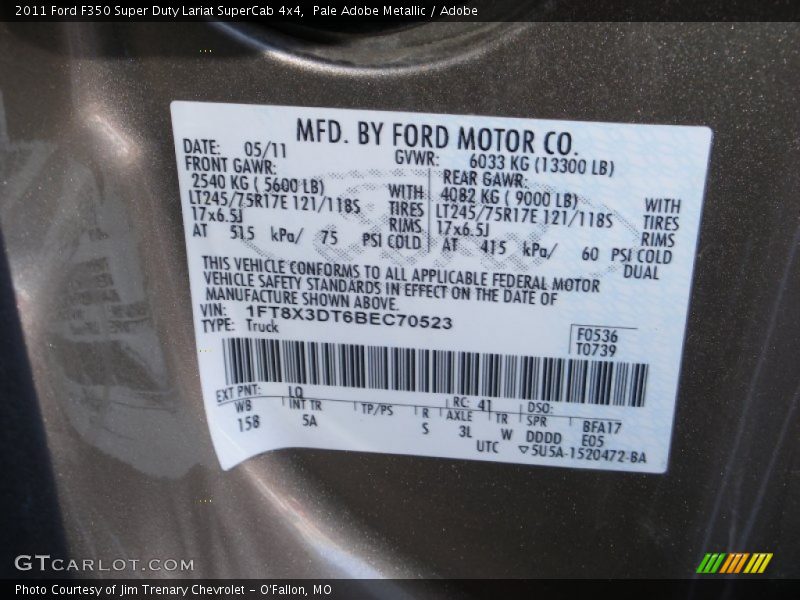 2011 Ford F350 Super Duty Lariat SuperCab 4x4, Pale Adobe Metallic / Adobe
MFD. BY FORD MOTOR CO.
DATE: 05/11 GVWR: 6033 KG (13300 LB)
FRONT GAWR: REAR GAWR:
2540 KG ( 5600 LB) WITH 4082 KG ( 9000 LB) WITH
LT245/75R17E 121/118S TIRES LT245/75R17E 121/118S TIRES
17x6.5J RIMS 17x6.5J RIMS
AT 515 kPa/ 75 PSI COLD AT 415 kPa/ 60 PSI COLD
DUAL
THIS VEHICLE CONFORMS TO ALL APPLICABLE FEDERAL MOTOR
VEHICLE SAFETY STANDARDS IN EFFECT ON THE DATE OF
MANUFACTURE SHOWN ABOVE.
VIN: 1FT8X3DT6BEC70523
TYPE: Truck
F0536
T0739
EXT PNT: LQ RC: 41 DSO:
WB INT TR TP/PS R AXLE TR SPR BFA17
158 5A S 3L W DDDD E05
UTC ▽5U5A-1520472-BA
GTCARLOT.COM
Photo Courtesy of Jim Trenary Chevrolet - O'Fallon, MO